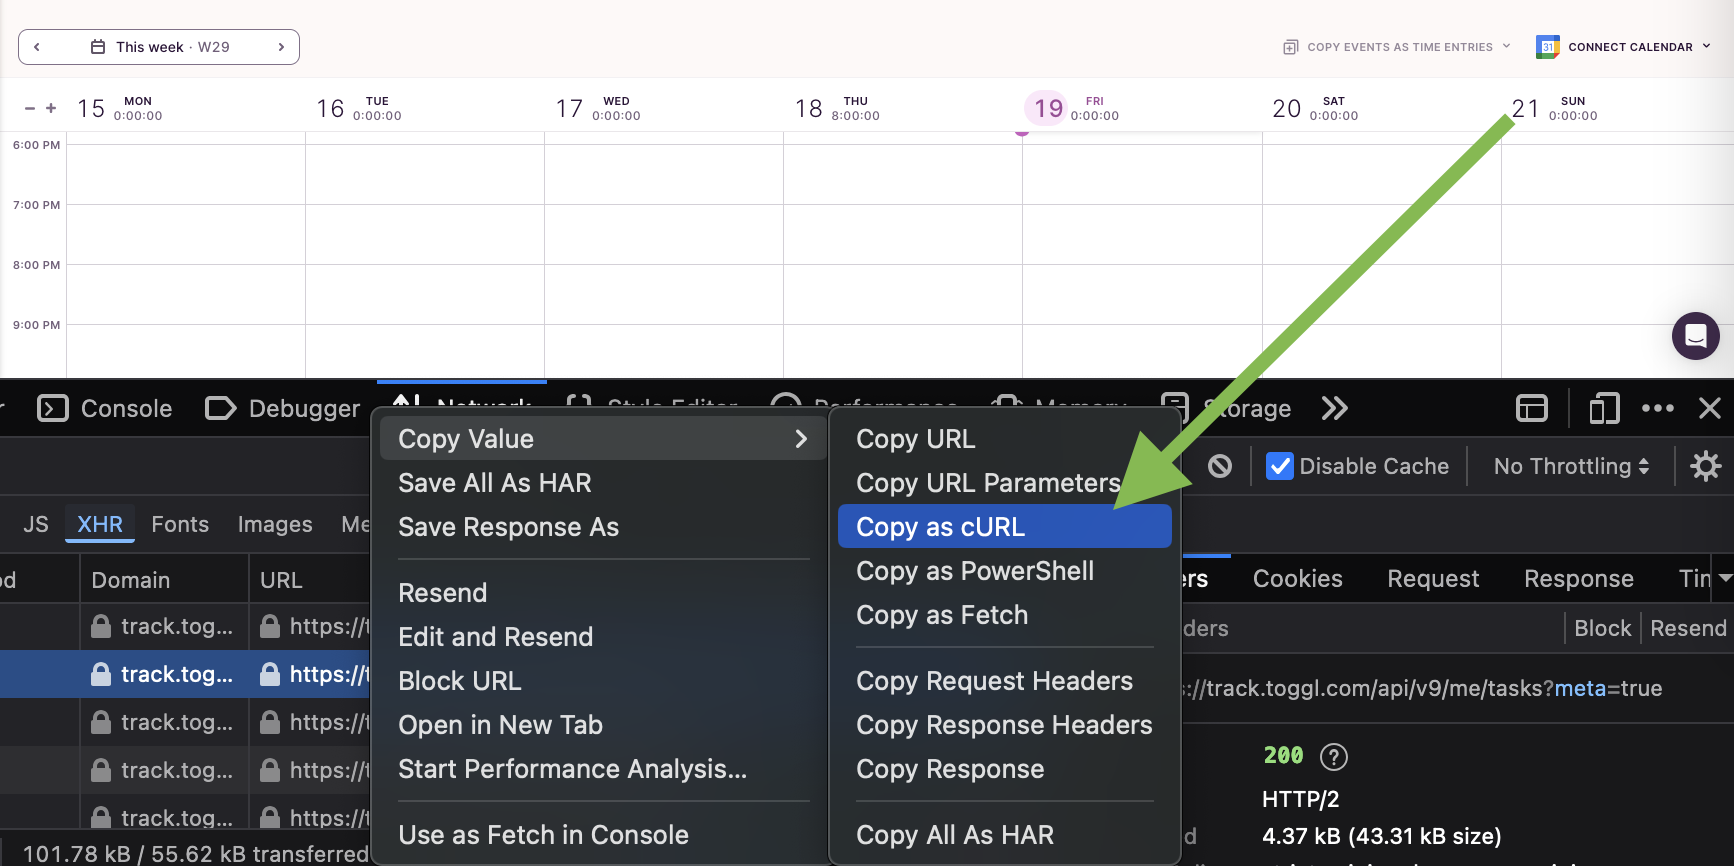 This week · W29
COPY EVENTS AS TIME ENTRIES
31
CONNECT CALENDAR
− +
15 MON 0:00:00
16 TUE 0:00:00
17 WED 0:00:00
18 THU 8:00:00
19 FRI 0:00:00
20 SAT 0:00:00
21 SUN 0:00:00
6:00 PM
7:00 PM
8:00 PM
9:00 PM
Console
Debugger
Network
Style Editor
Performance
Memory
Storage
Copy Value
Save All As HAR
Save Response As
Resend
Edit and Resend
Block URL
Open in New Tab
Start Performance Analysis...
Use as Fetch in Console
Copy URL
Copy URL Parameters
Copy as cURL
Copy as PowerShell
Copy as Fetch
Copy Request Headers
Copy Response Headers
Copy Response
Copy All As HAR
Disable Cache
No Throttling
JS
XHR
Fonts
Images
Me
Domain
URL
track.tog... https://t
track.tog... https://t
track.tog... https://t
track.tog... https://t
track.tog... https://t
101.78 kB / 55.62 kB transferred
ers
Cookies
Request
Response
Tin
ders
Block
Resend
s://track.toggl.com/api/v9/me/tasks?meta=true
200 ?
HTTP/2
d
4.37 kB (43.31 kB size)